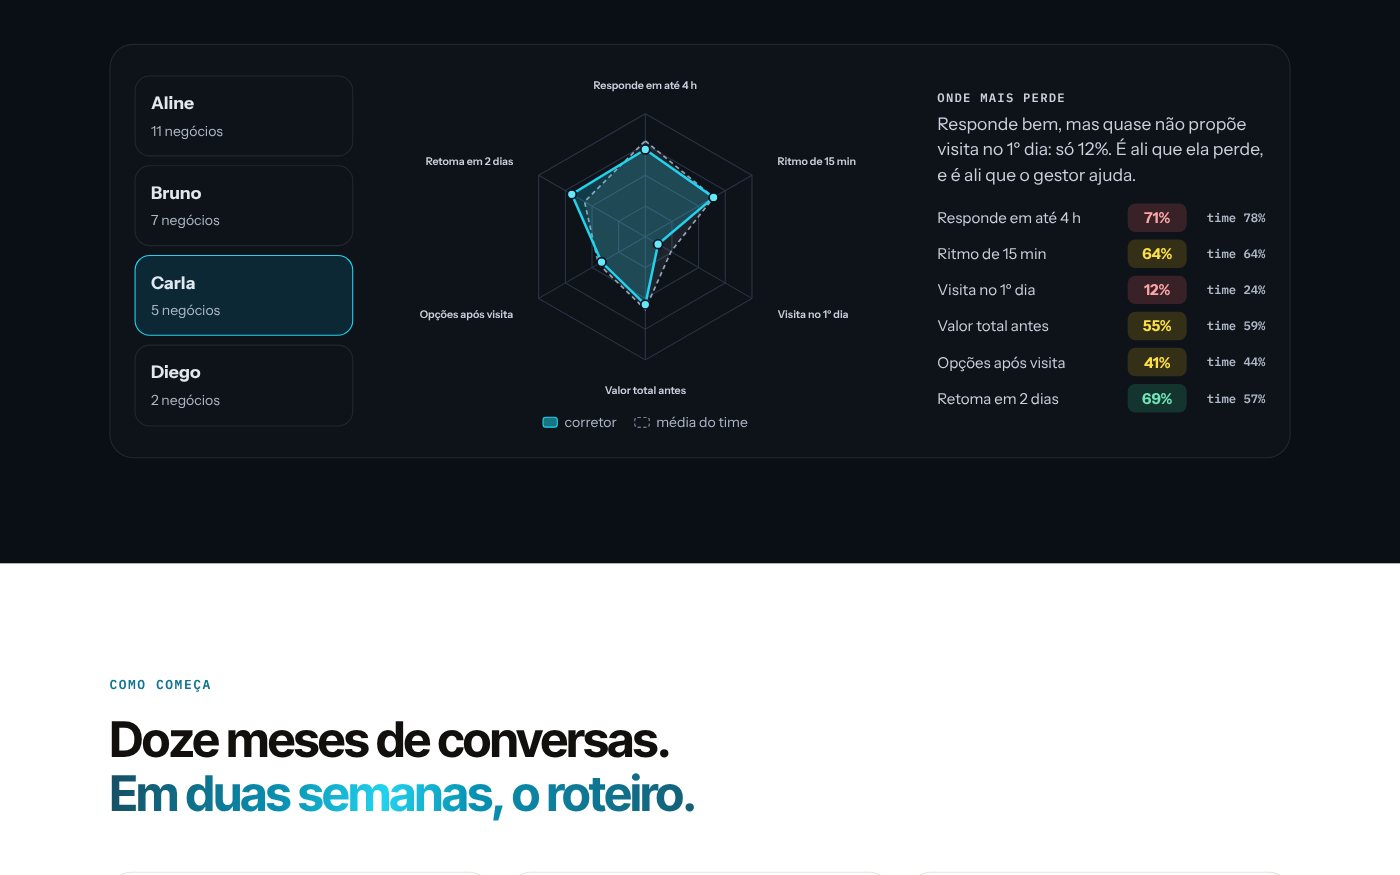 Aline
11 negócios
Bruno
7 negócios
Carla
5 negócios
Diego
2 negócios
Responde em até 4 h
Retoma em 2 dias
Ritmo de 15 min
Opções após visita
Visita no 1º dia
Valor total antes
corretor
média do time
ONDE MAIS PERDE
Responde bem, mas quase não propõe
visita no 1º dia: só 12%. É ali que ela perde,
e é ali que o gestor ajuda.
Responde em até 4 h 71% time 78%
Ritmo de 15 min 64% time 64%
Visita no 1º dia 12% time 24%
Valor total antes 55% time 59%
Opções após visita 41% time 44%
Retoma em 2 dias 69% time 57%
COMO COMEÇA
Doze meses de conversas.
Em duas semanas, o roteiro.